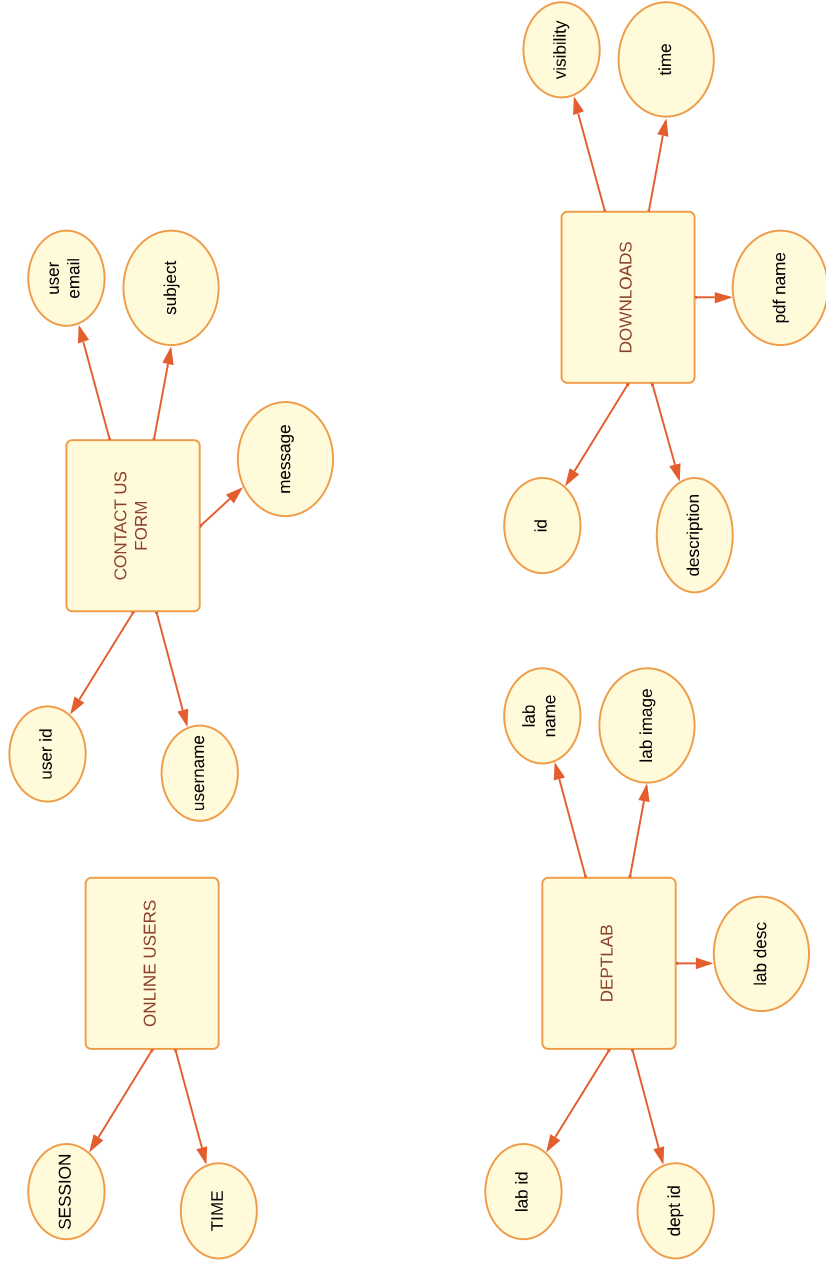 SESSION
TIME
ONLINE USERS
user id
username
CONTACT US
FORM
message
user
email
subject
lab id
dept id
DEPTLAB
lab desc
lab
name
lab image
id
description
DOWNLOADS
pdf name
visibility
time